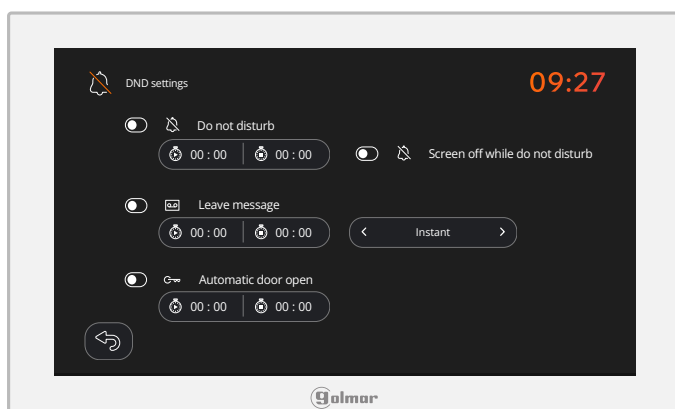 DND settings
09:27
Do not disturb
00 : 00 00 : 00
Screen off while do not disturb
Leave message
00 : 00 00 : 00
Instant
Automatic door open
00 : 00 00 : 00
golmar